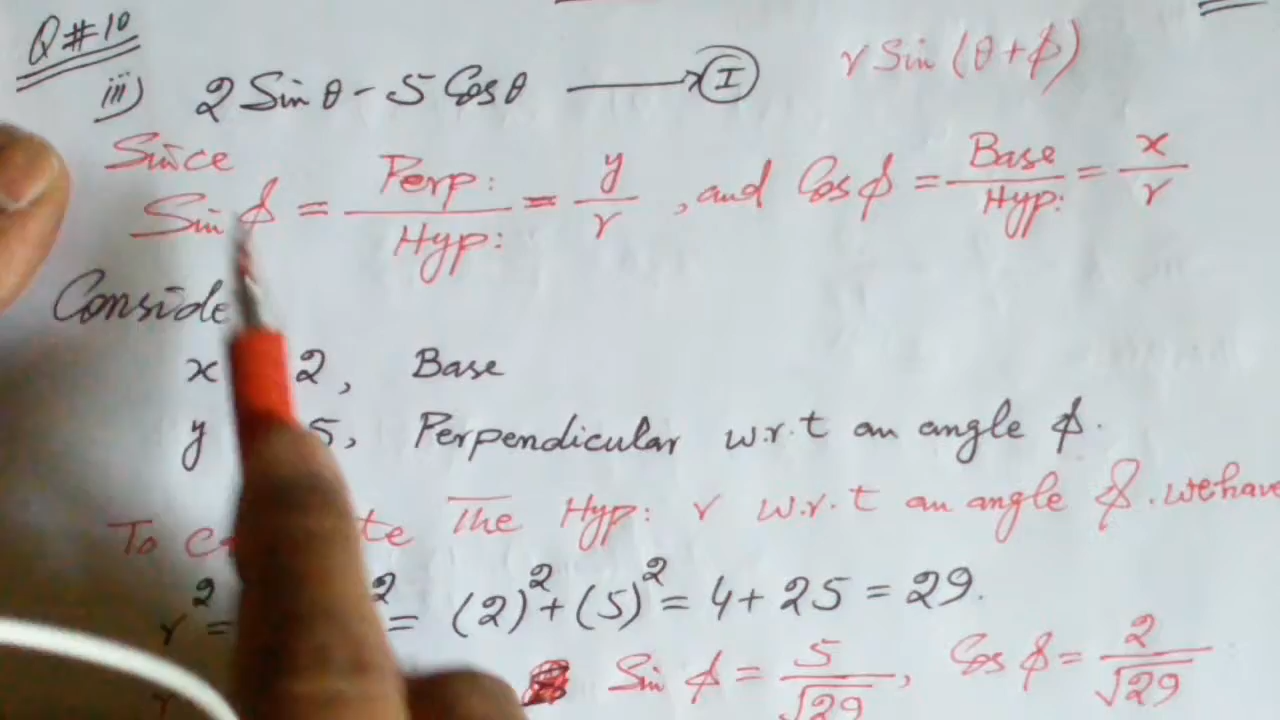 Q#10
iii) 2 Sin θ - 5 Cos θ → (I) r Sin (θ+ϕ)
Since
Sin ϕ = Perp: / Hyp: = y / r , and Cos ϕ = Base / Hyp: = x / r
Conside
x 2, Base
y 5, Perpendicular w.r.t an angle ϕ.
To te The Hyp: r w.r.t an angle ϕ. we have
r² = ² = (2)² + (5)² = 4 + 25 = 29.
Sin ϕ = 5 / √29 , Cos ϕ = 2 / √29